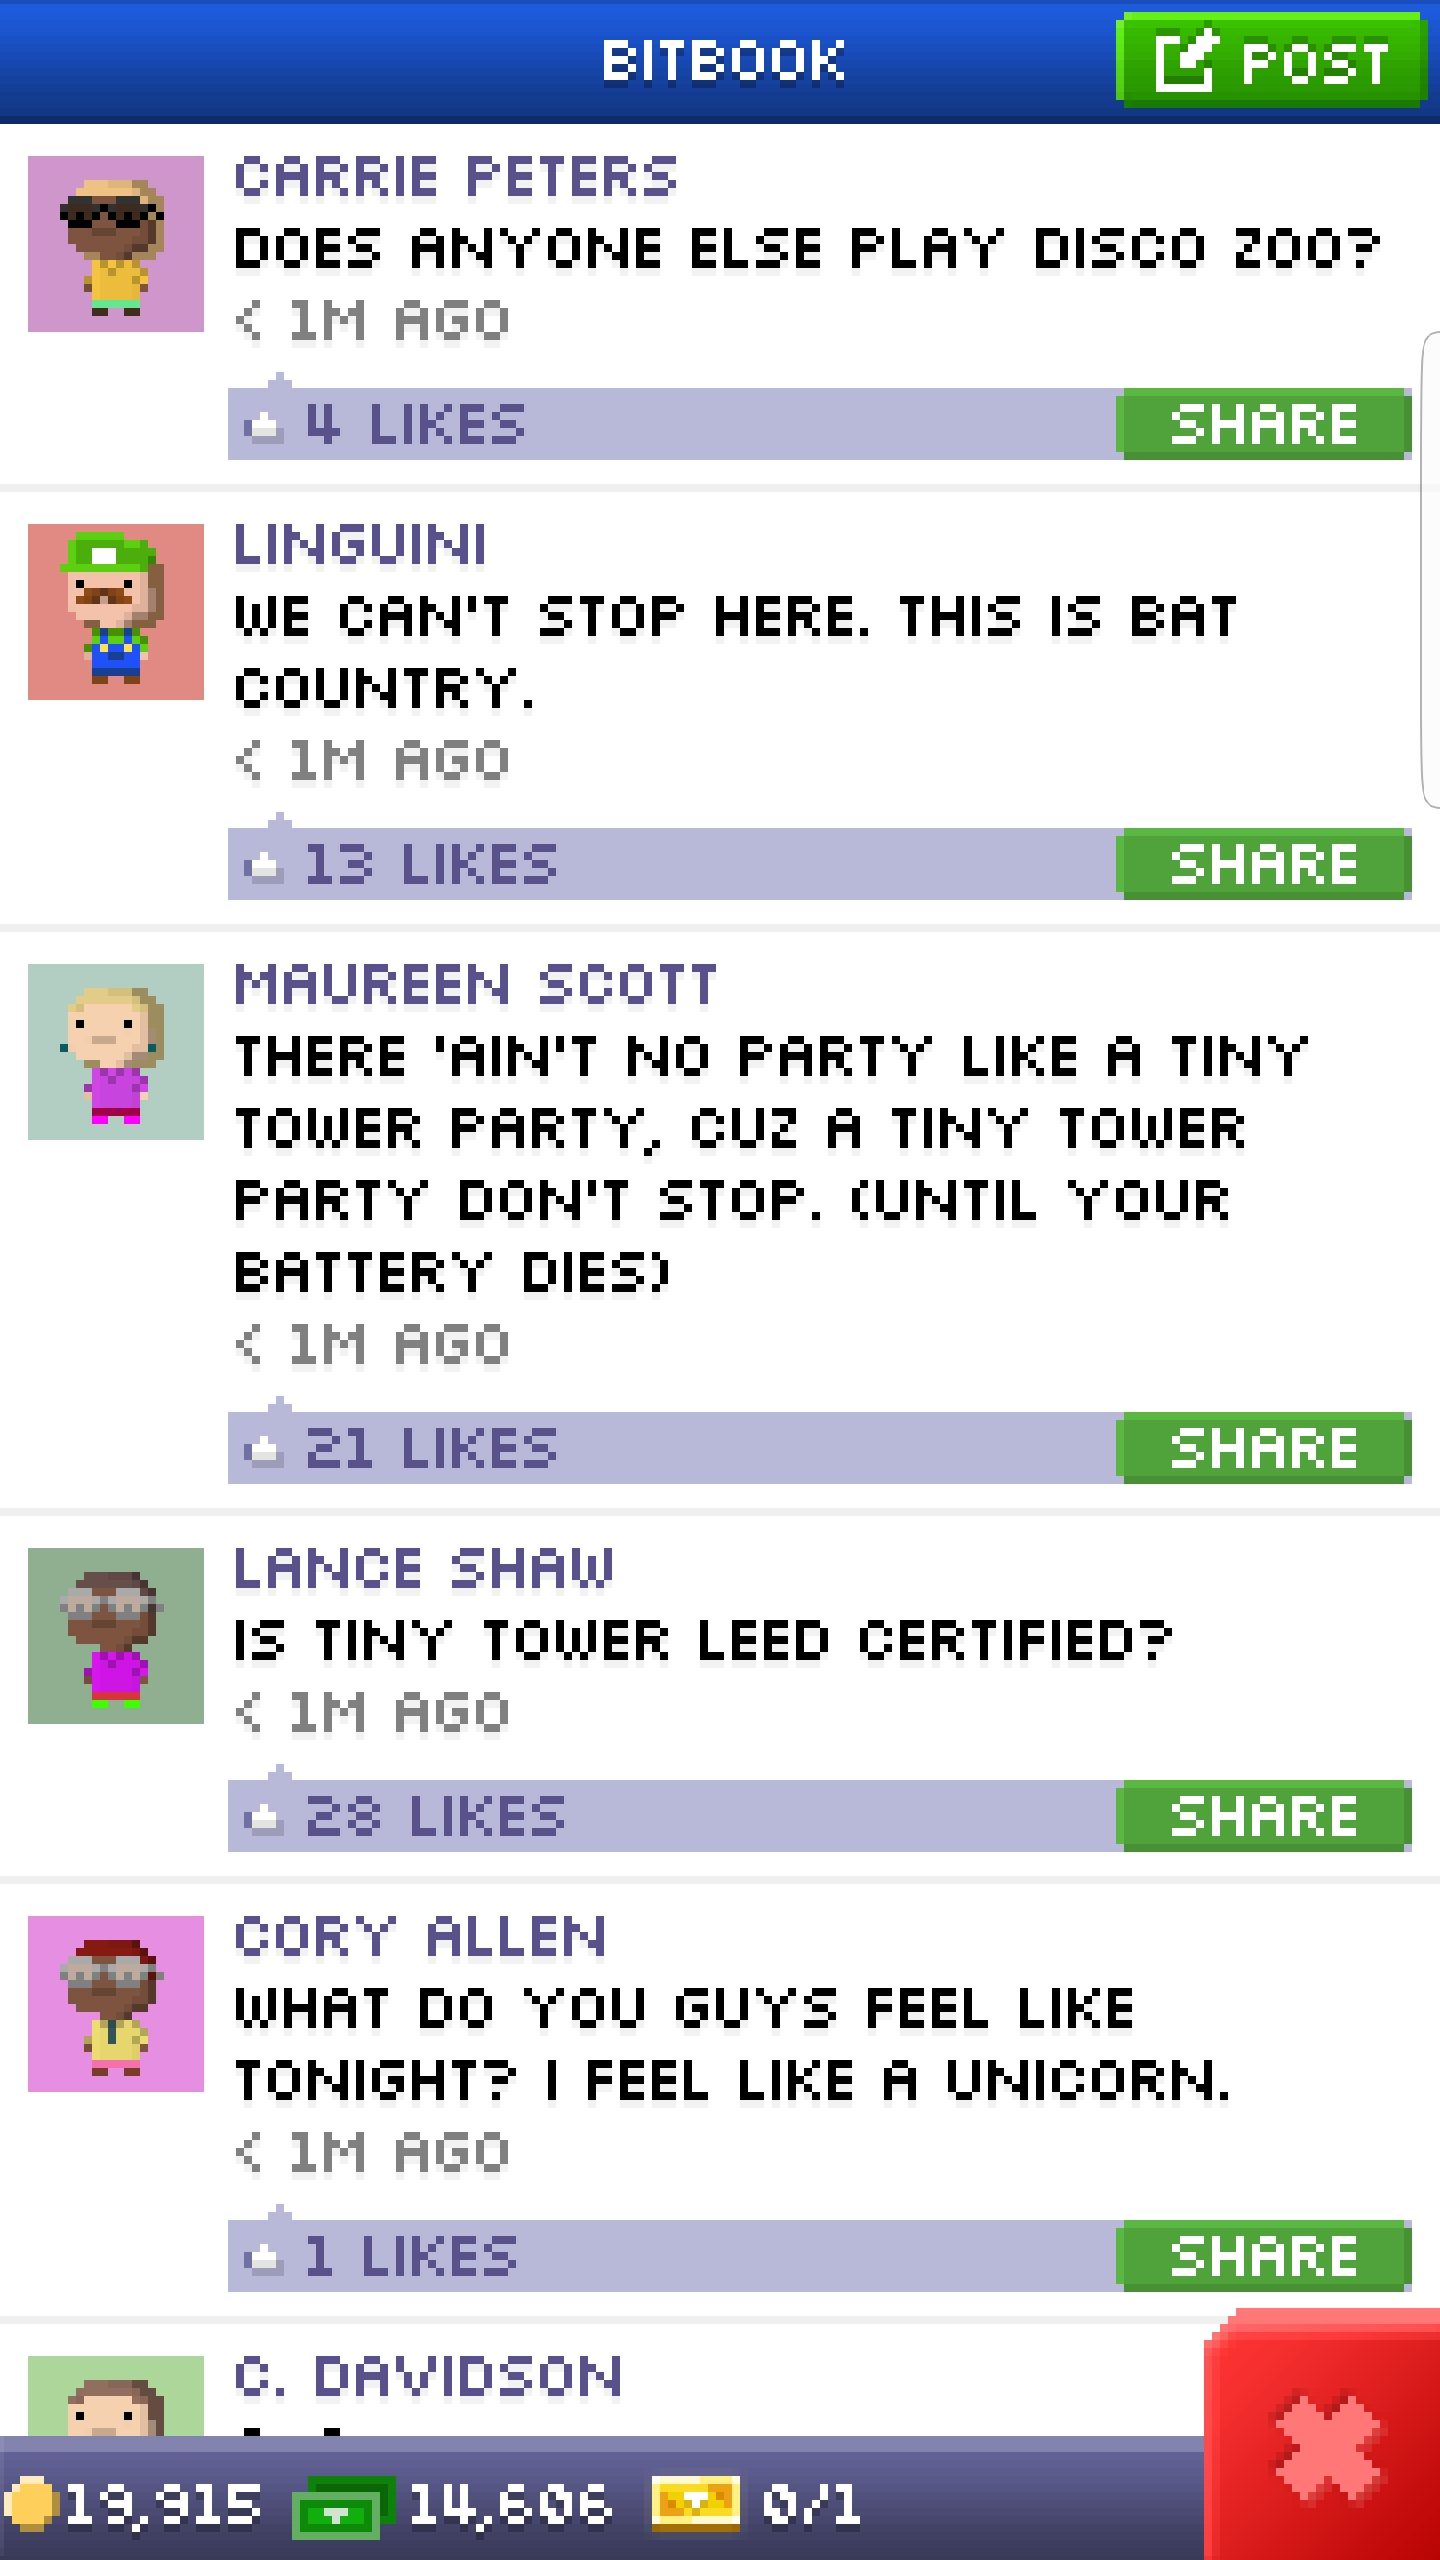 BITBOOK
POST
CARRIE PETERS
DOES ANYONE ELSE PLAY DISCO ZOO?
< 1M AGO
4 LIKES
SHARE
LINGUINI
WE CAN'T STOP HERE. THIS IS BAT
COUNTRY.
< 1M AGO
13 LIKES
SHARE
MAUREEN SCOTT
THERE 'AIN'T NO PARTY LIKE A TINY
TOWER PARTY, CUZ A TINY TOWER
PARTY DON'T STOP. (UNTIL YOUR
BATTERY DIES)
< 1M AGO
21 LIKES
SHARE
LANCE SHAW
IS TINY TOWER LEED CERTIFIED?
< 1M AGO
28 LIKES
SHARE
CORY ALLEN
WHAT DO YOU GUYS FEEL LIKE
TONIGHT? I FEEL LIKE A UNICORN.
< 1M AGO
1 LIKES
SHARE
C. DAVIDSON
19,915 14,606 0/1